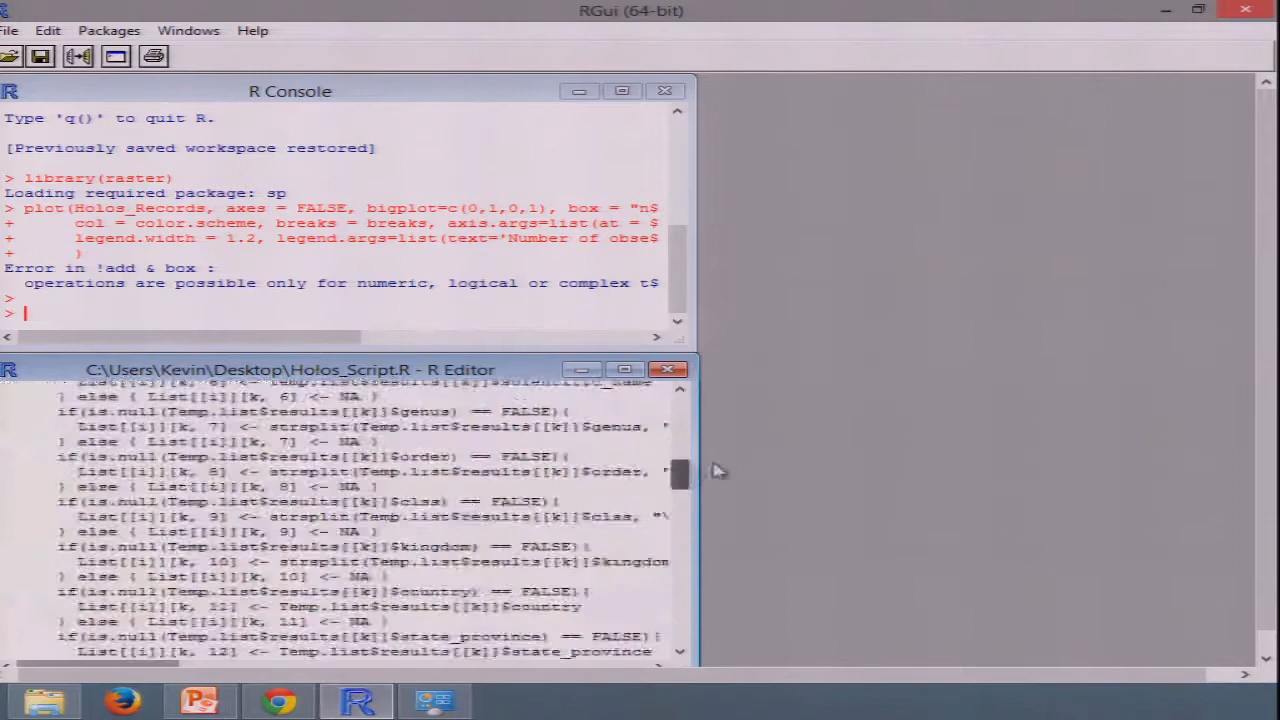 RGui (64-bit)
File Edit Packages Windows Help
R Console
Type 'q()' to quit R.
[Previously saved workspace restored]
> library(raster)
Loading required package: sp
> plot(Holos_Records, axes = FALSE, bigplot=c(0,1,0,1), box = "n$
+ col = color.scheme, breaks = breaks, axis.args=list(at = $
+ legend.width = 1.2, legend.args=list(text='Number of obse$
+ )
Error in !add & box :
operations are possible only for numeric, logical or complex t$
>
>
C:\Users\Kevin\Desktop\Holos_Script.R - R Editor
} else { List[[i]][k, 6] <- NA }
if(is.null(Temp.list$results[[k]]$genus) == FALSE){
List[[i]][k, 7] <- strsplit(Temp.list$results[[k]]$genus, "
} else { List[[i]][k, 7] <- NA }
if(is.null(Temp.list$results[[k]]$order) == FALSE){
List[[i]][k, 8] <- strsplit(Temp.list$results[[k]]$order, "
} else { List[[i]][k, 8] <- NA }
if(is.null(Temp.list$results[[k]]$clss) == FALSE){
List[[i]][k, 9] <- strsplit(Temp.list$results[[k]]$clss, "\
} else { List[[i]][k, 9] <- NA }
if(is.null(Temp.list$results[[k]]$kingdom) == FALSE){
List[[i]][k, 10] <- strsplit(Temp.list$results[[k]]$kingdom
} else { List[[i]][k, 10] <- NA }
if(is.null(Temp.list$results[[k]]$country) == FALSE){
List[[i]][k, 11] <- Temp.list$results[[k]]$country
} else { List[[i]][k, 11] <- NA }
if(is.null(Temp.list$results[[k]]$state_province) == FALSE){
List[[i]][k, 12] <- Temp.list$results[[k]]$state_province